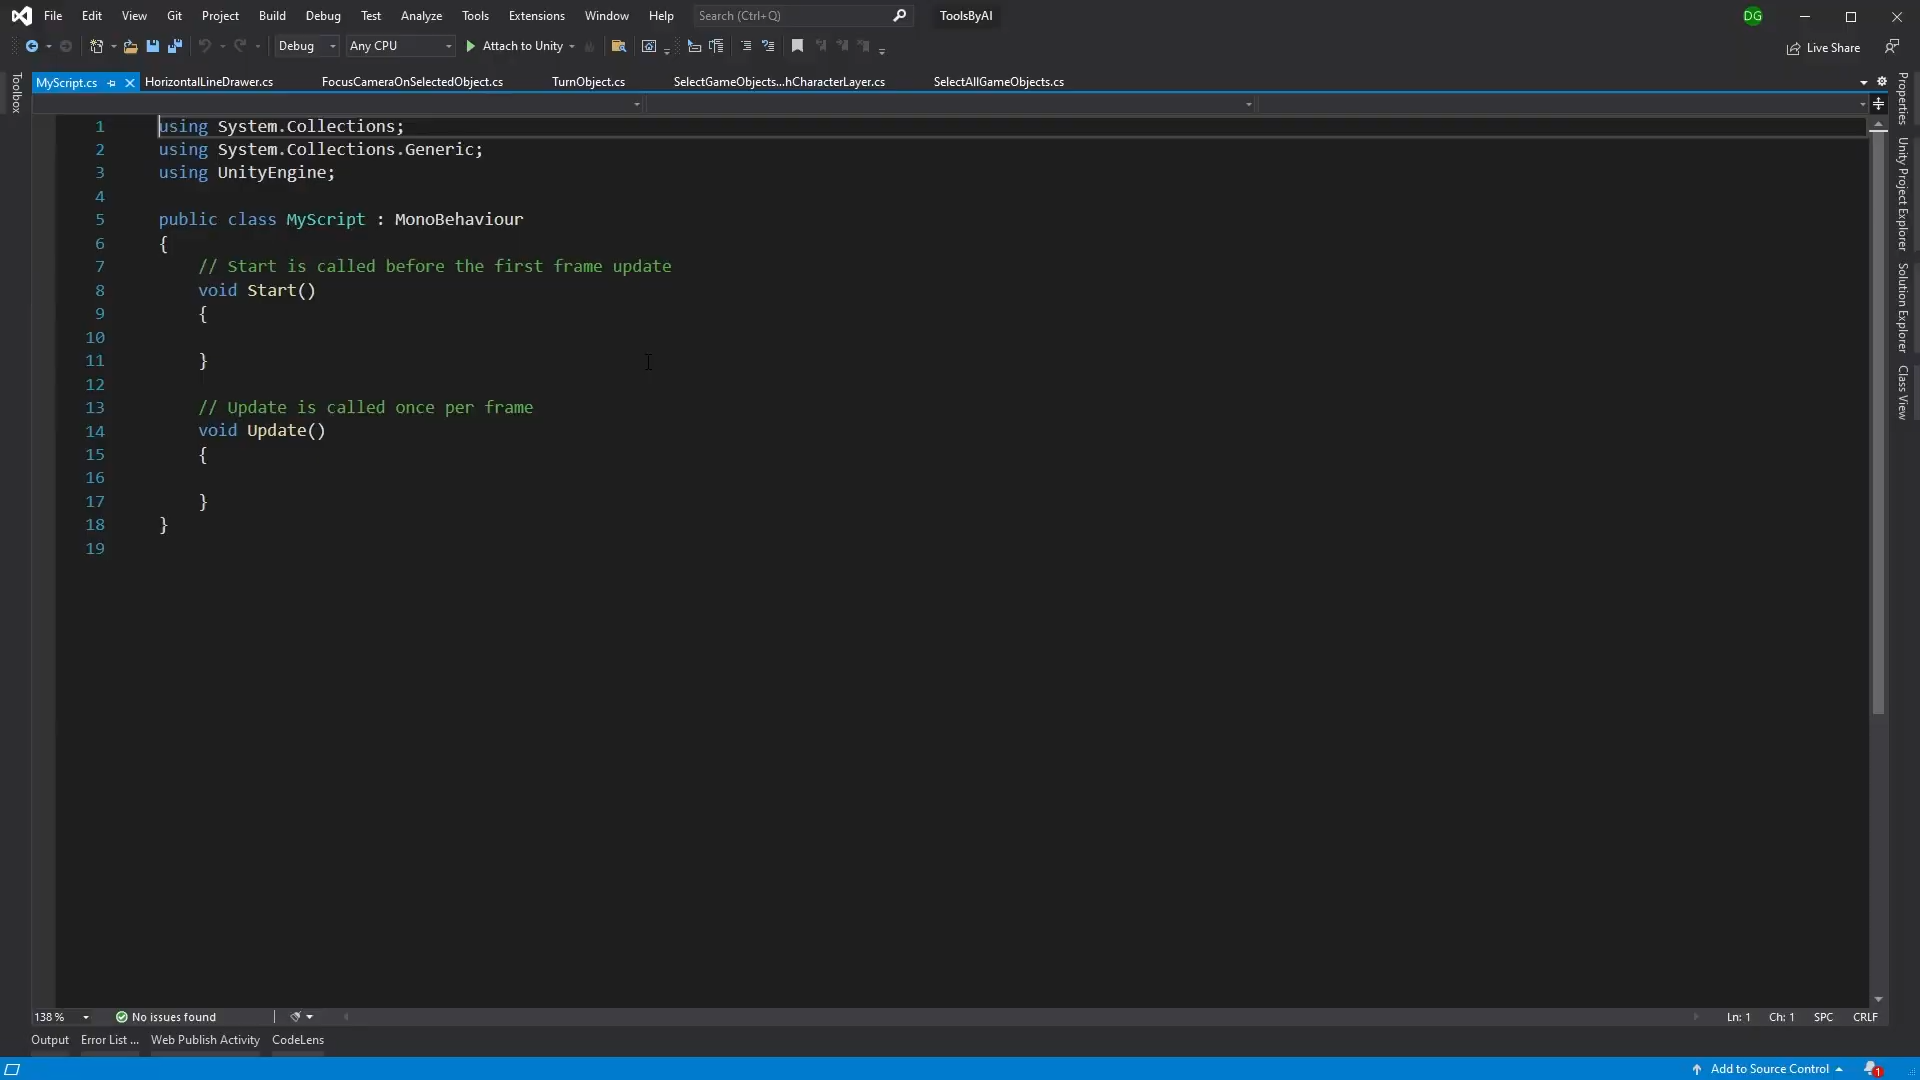 File Edit View Git Project Build Debug Test Analyze Tools Extensions Window Help Search (Ctrl+Q) ToolsByAI DG
Debug Any CPU Attach to Unity Live Share
Toolbox
MyScript.cs HorizontalLineDrawer.cs FocusCameraOnSelectedObject.cs TurnObject.cs SelectGameObjects...hCharacterLayer.cs SelectAllGameObjects.cs
1 using System.Collections;
2 using System.Collections.Generic;
3 using UnityEngine;
4
5 public class MyScript : MonoBehaviour
6 {
7 // Start is called before the first frame update
8 void Start()
9 {
10
11 }
12
13 // Update is called once per frame
14 void Update()
15 {
16
17 }
18 }
19
Properties
Unity Project Explorer
Solution Explorer
Class View
138 % No issues found Ln: 1 Ch: 1 SPC CRLF
Output Error List ... Web Publish Activity CodeLens
Add to Source Control 1